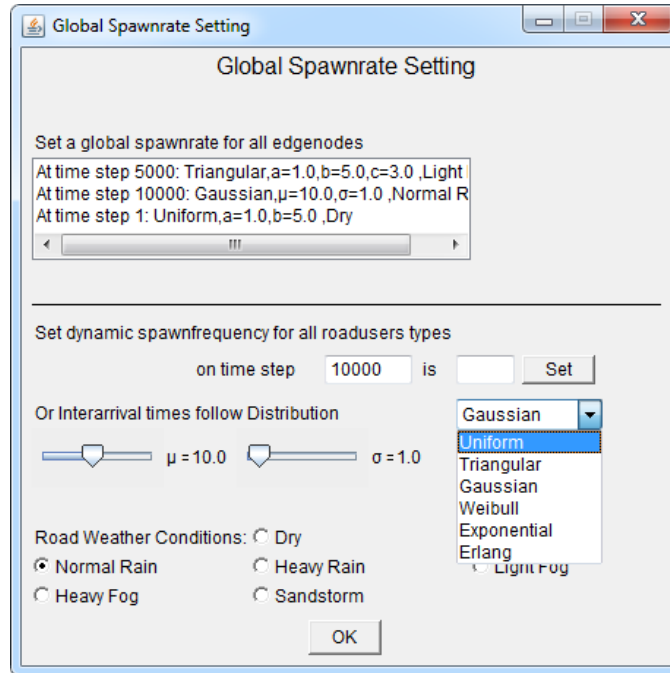 Global Spawnrate Setting
Global Spawnrate Setting
Set a global spawnrate for all edgenodes
At time step 5000: Triangular,a=1.0,b=5.0,c=3.0 ,Light
At time step 10000: Gaussian,μ=10.0,σ=1.0 ,Normal R
At time step 1: Uniform,a=1.0,b=5.0 ,Dry
Set dynamic spawnfrequency for all roadusers types
on time step 10000 is Set
Or Interarrival times follow Distribution Gaussian
μ =10.0 σ =1.0
Uniform
Triangular
Gaussian
Weibull
Exponential
Erlang
Road Weather Conditions: Dry
Normal Rain Heavy Rain Light Fog
Heavy Fog Sandstorm
OK